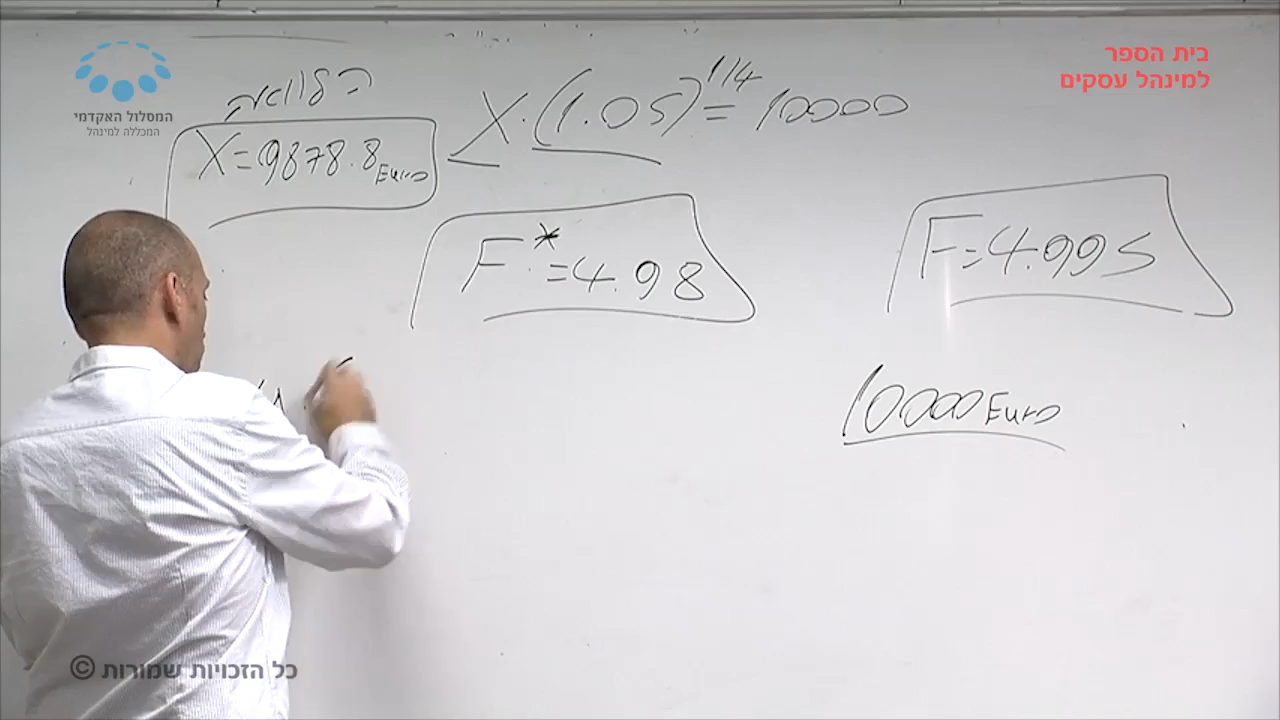 בית הספר
למינהל עסקים
המסלול האקדמי
המכללה למינהל
הלוואה
X·(1.05)^1/4 = 10000
X=9878.8 Euro
F*=4.98
F=4.995
10000 Euro
כל הזכויות שמורות ©